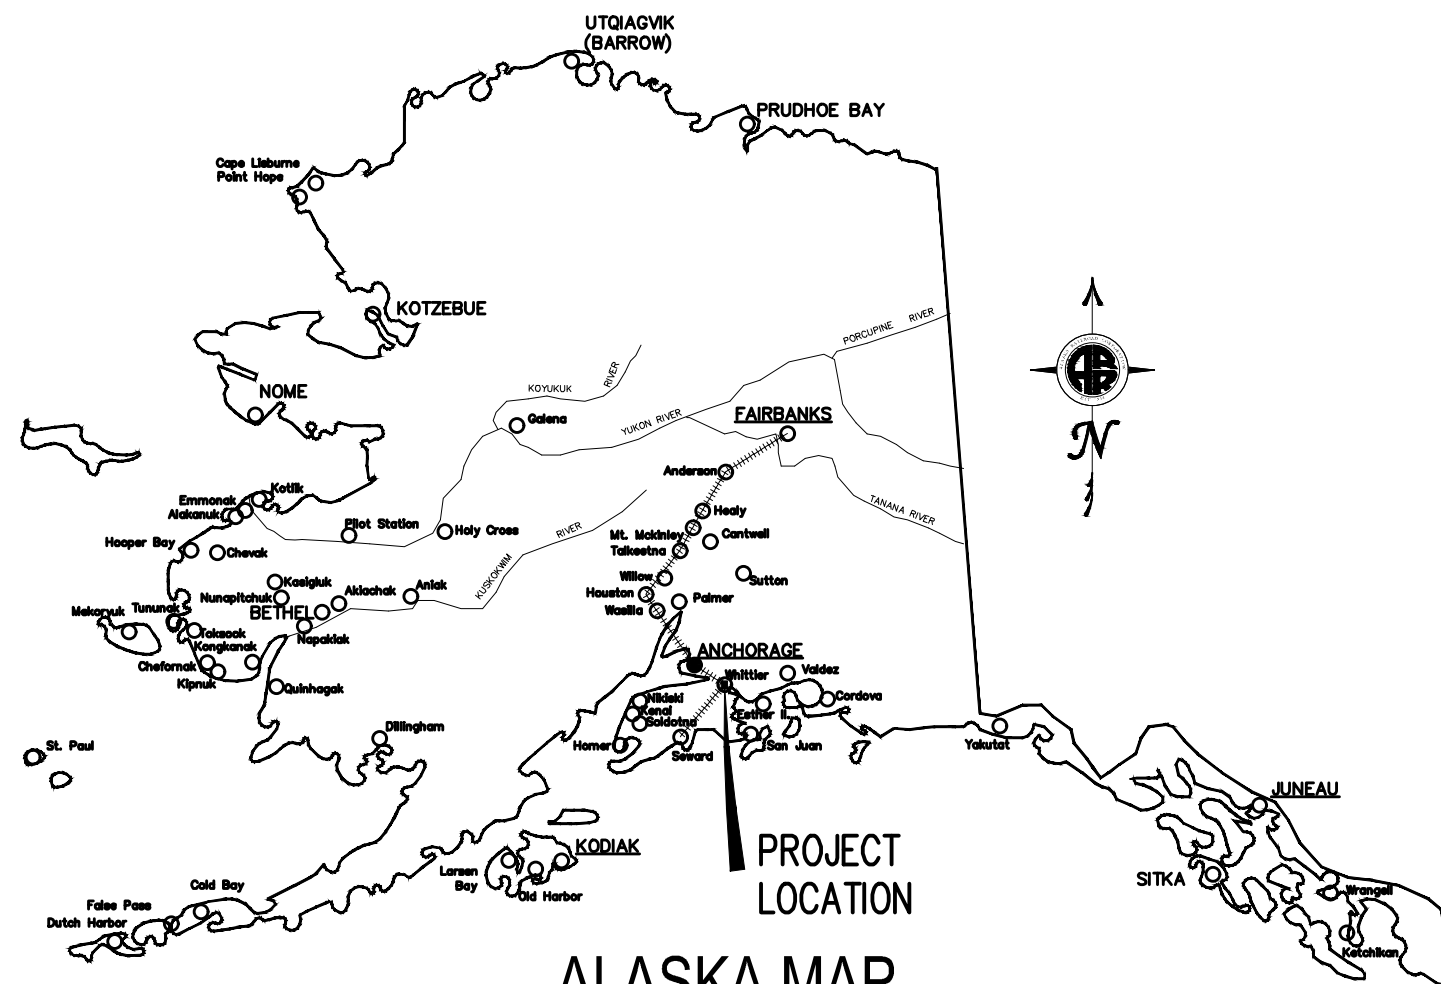 UTQIAGVIK
(BARROW)
PRUDHOE BAY
Cape Lisburne
Point Hope
KOTZEBUE
PORCUPINE RIVER
KOYUKUK RIVER
NOME
Galena
YUKON RIVER
FAIRBANKS
N
Anderson
Kotlik
Emmonak
Alakanuk
TANANA RIVER
Healy
Pilot Station
Holy Cross
RIVER
KUSKOKWIM
Mt. Mckinley
Cantwell
Talkeetna
Hooper Bay
Chevak
Kasigluk
Willow
Sutton
Akiachak
Aniak
Nunapitchuk
Houston
Palmer
Mekoryuk
Tununak
BETHEL
Wasilla
Toksook
Napakiak
Kongkanak
ANCHORAGE
Chefornak
Kipnuk
Whittier
Valdez
Quinhagak
Nikiski
Cordova
Kenai
Esther Il.
Soldotna
Dillingham
St. Paul
Homer
San Juan
Yakutat
Seward
JUNEAU
KODIAK
PROJECT
LOCATION
Larsen
Bay
SITKA
Cold Bay
Old Harbor
Wrangell
False Pass
Dutch Harbor
Ketchikan
ALASKA MAP